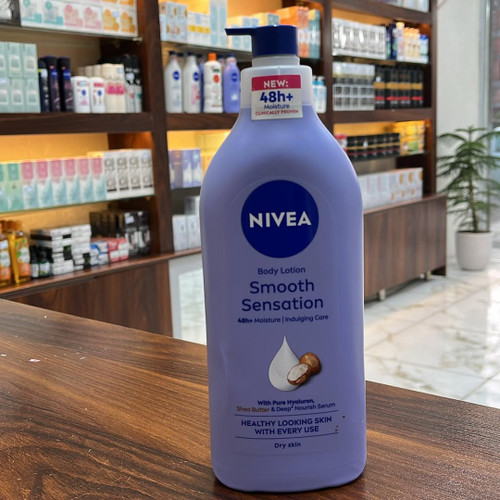 NEW:
48h+
Moisture
CLINICALLY PROVEN
NIVEA
Body Lotion
Smooth
Sensation
48h+ Moisture | Indulging Care
With Pure Hyaluron,
Shea Butter & Deep+ Nourish Serum
HEALTHY LOOKING SKIN
WITH EVERY USE
Dry skin